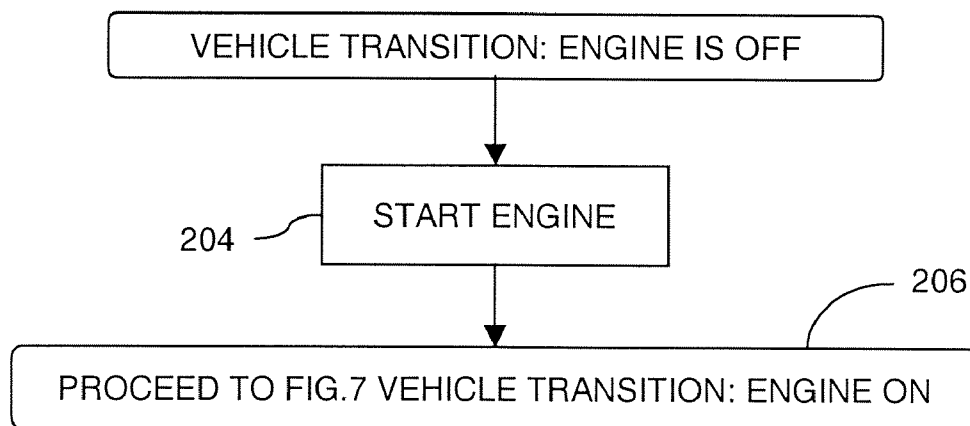 VEHICLE TRANSITION: ENGINE IS OFF
START ENGINE
204
206
PROCEED TO FIG.7 VEHICLE TRANSITION: ENGINE ON